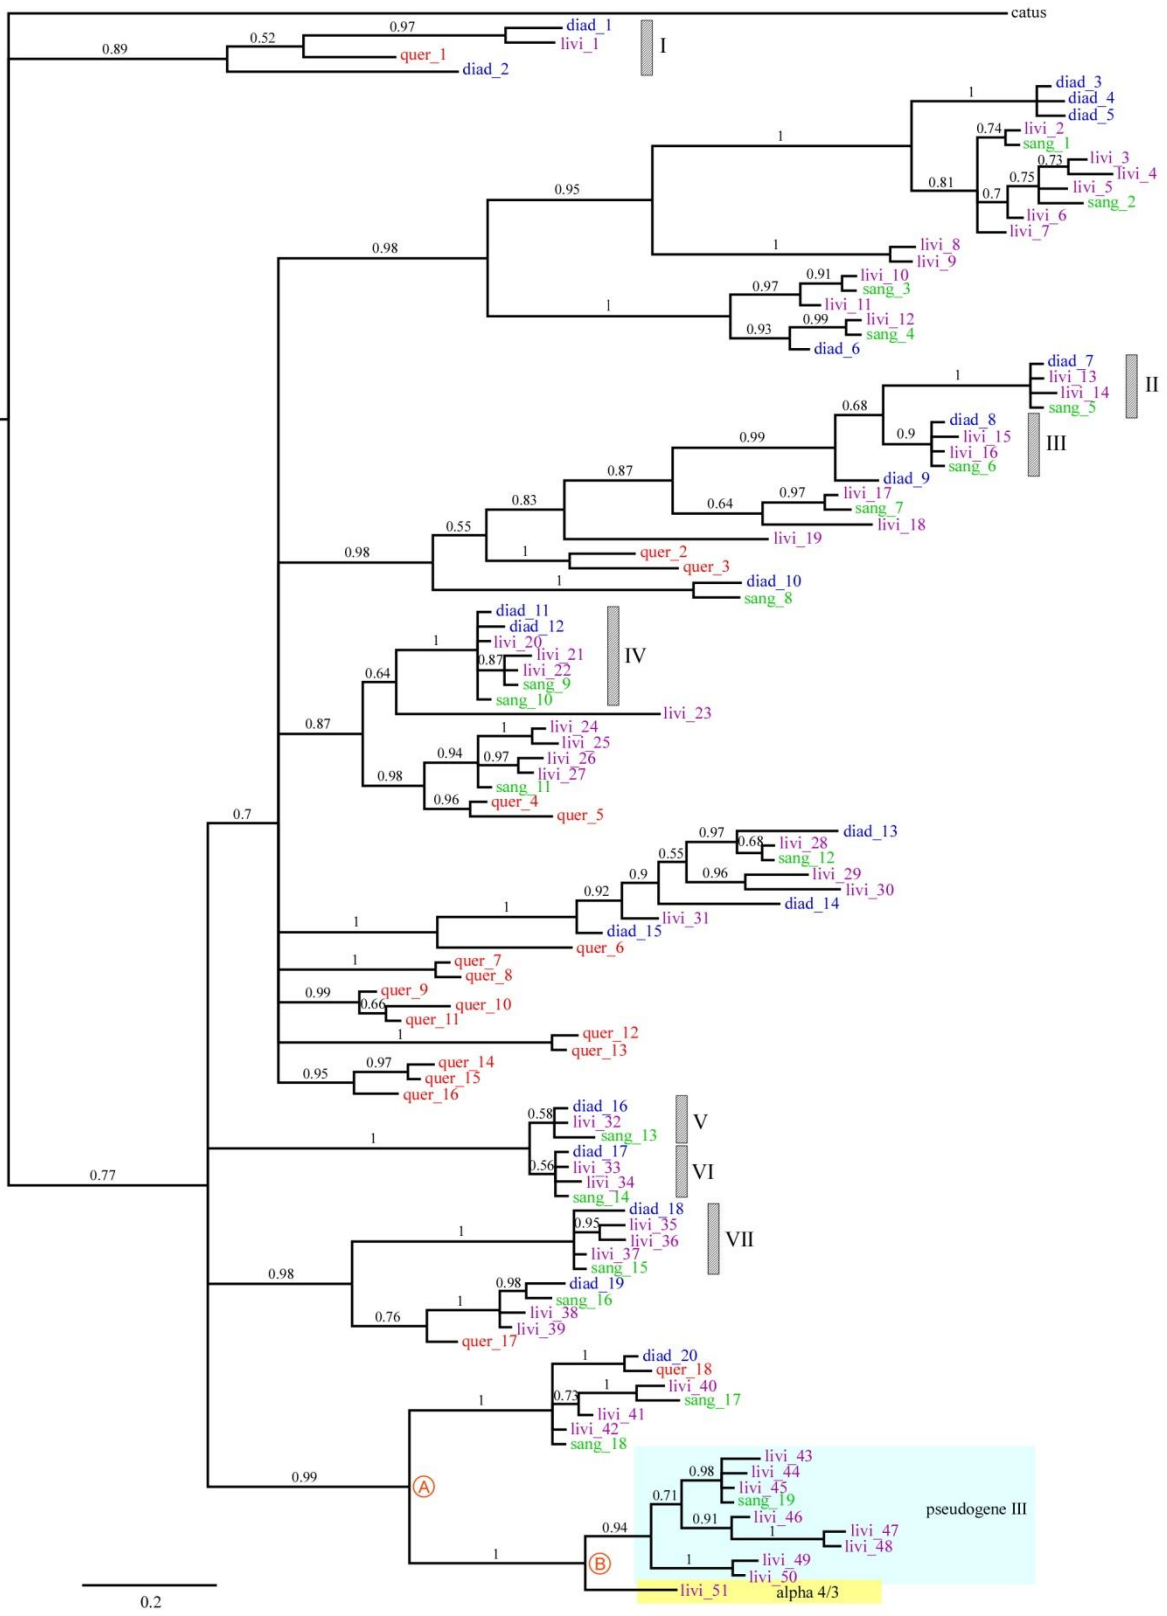 catus
0.97
diad_1
livi_1
I
0.52
0.89
quer_1
diad_2
diad_3
1
diad_4
diad_5
0.74
livi_2
sang_1
1
livi_3
0.73
livi_4
0.75
0.81
livi_5
0.7
sang_2
0.95
livi_6
livi_7
livi_8
1
livi_9
0.98
0.91
livi_10
sang_3
0.97
livi_11
1
0.99
livi_12
sang_4
0.93
diad_6
diad_7
1
livi_13
II
livi_14
sang_5
0.68
diad_8
0.9
livi_15
III
livi_16
sang_6
0.99
diad_9
0.87
0.97
livi_17
sang_7
0.64
livi_18
0.83
livi_19
0.55
quer_2
1
quer_3
0.98
1
diad_10
sang_8
diad_11
diad_12
1
livi_20
livi_21
IV
0.87
livi_22
sang_9
sang_10
0.64
livi_23
0.87
1
livi_24
livi_25
0.94
0.97
livi_26
livi_27
0.98
sang_11
0.96
quer_4
quer_5
0.7
0.97
diad_13
0.68
livi_28
sang_12
0.55
0.96
livi_29
livi_30
0.9
diad_14
0.92
livi_31
1
diad_15
1
quer_6
1
quer_7
quer_8
0.99
quer_9
0.66
quer_10
quer_11
1
quer_12
quer_13
0.97
quer_14
0.95
quer_15
quer_16
diad_16
0.58
livi_32
V
sang_13
1
diad_17
0.56
livi_33
VI
livi_34
sang_14
0.77
diad_18
0.95
livi_35
1
livi_36
VII
livi_37
sang_15
0.98
0.98
diad_19
sang_16
1
livi_38
0.76
livi_39
quer_17
1
diad_20
quer_18
1
livi_40
0.73
sang_17
1
livi_41
livi_42
sang_18
0.99
A
livi_43
0.98
livi_44
livi_45
sang_19
0.71
pseudogene III
0.91
livi_46
1
livi_47
livi_48
0.94
1
livi_49
livi_50
1
B
livi_51
alpha 4/3
0.2